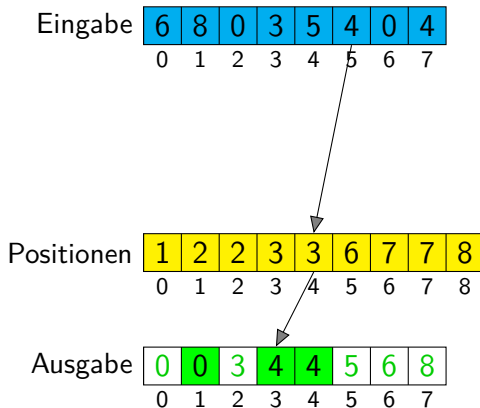 Eingabe 6 8 0 3 5 4 0 4
0 1 2 3 4 5 6 7
Positionen 1 2 2 3 3 6 7 7 8
0 1 2 3 4 5 6 7 8
Ausgabe 0 0 3 4 4 5 6 8
0 1 2 3 4 5 6 7